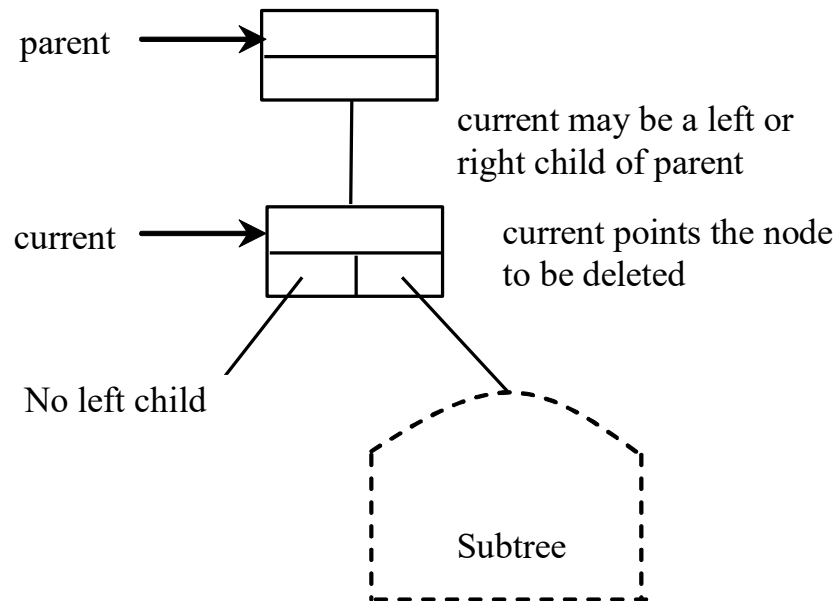 parent
current may be a left or
right child of parent
current
current points the node
to be deleted
No left child
Subtree